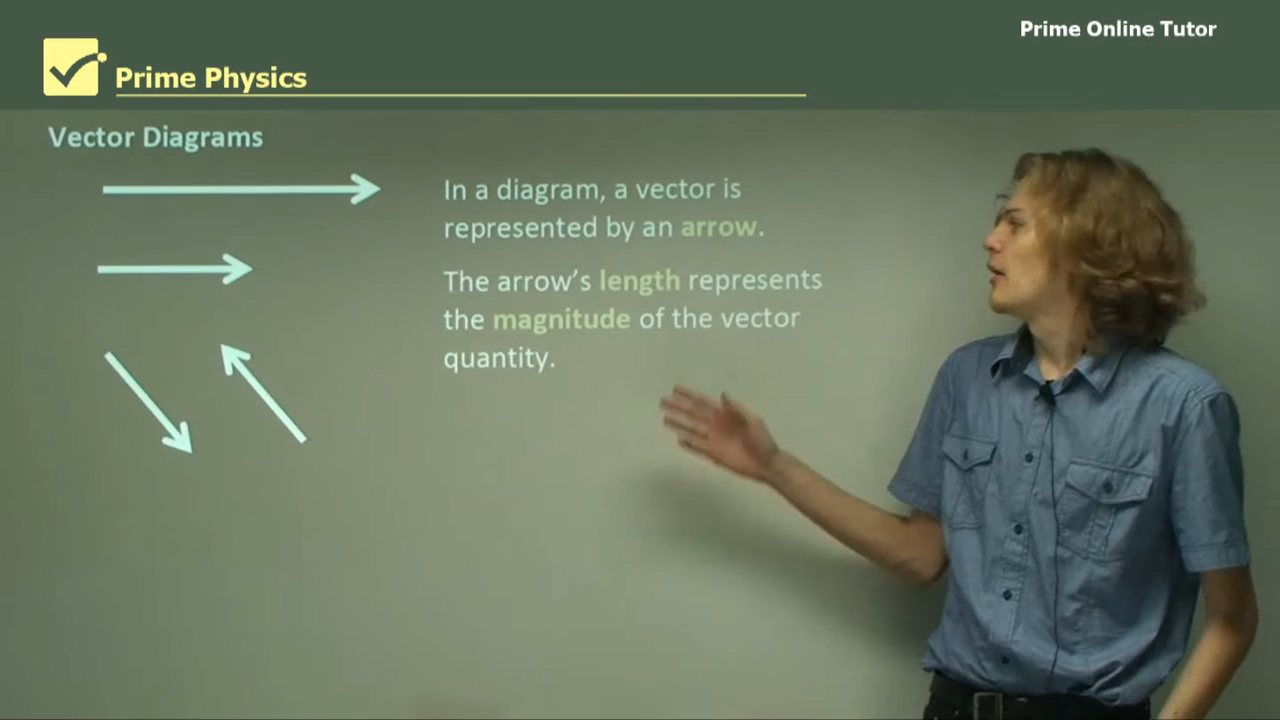 Prime Online Tutor
Prime Physics
Vector Diagrams
In a diagram, a vector is
represented by an arrow.
The arrow’s length represents
the magnitude of the vector
quantity.